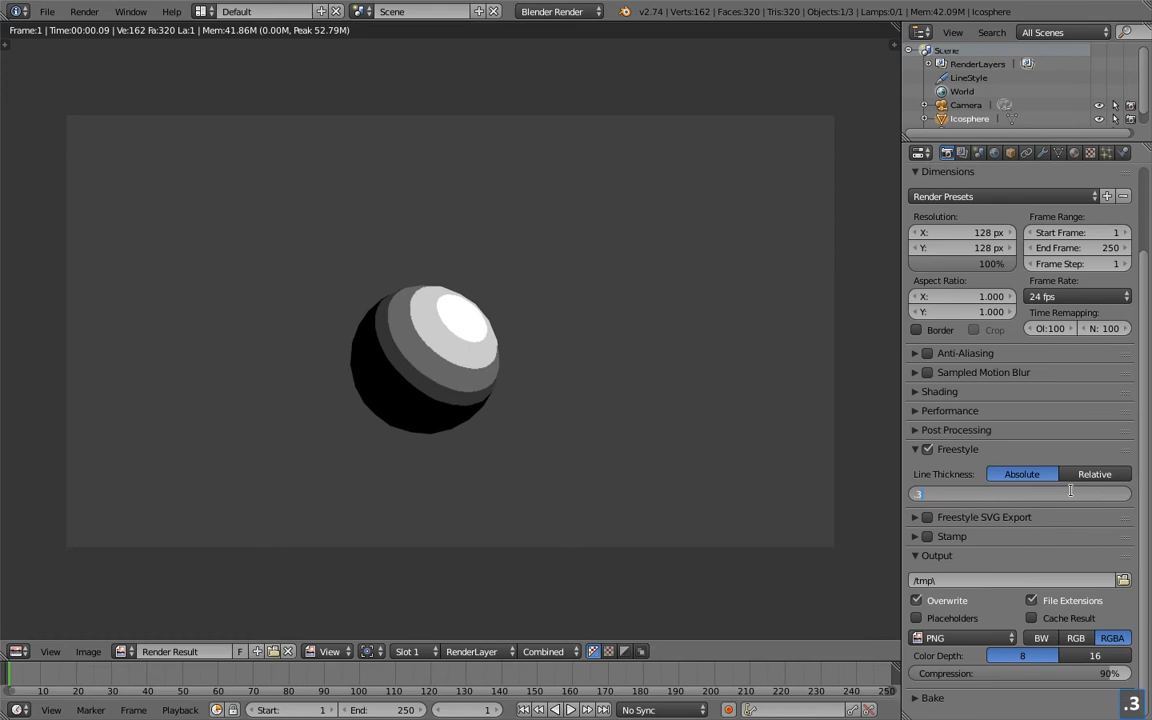 File Render Window Help Default Scene Blender Render v2.74 | Verts:162 | Faces:320 | Tris:320 | Objects:1/3 | Lamps:0/1 | Mem:42.09M | Icosphere
Frame:1 | Time:00:00.09 | Ve:162 Fa:320 La:1 | Mem:41.86M (0.00M, Peak 52.79M)
View Search All Scenes
Scene
RenderLayers |
LineStyle
World
Camera |
Icosphere |
Dimensions
Render Presets
Resolution: Frame Range:
X: 128 px Start Frame: 1
Y: 128 px End Frame: 250
100% Frame Step: 1
Aspect Ratio: Frame Rate:
X: 1.000 24 fps
Y: 1.000 Time Remapping:
Border Crop Ol:100 N: 100
Anti-Aliasing
Sampled Motion Blur
Shading
Performance
Post Processing
Freestyle
Line Thickness: Absolute Relative
.3
Freestyle SVG Export
Stamp
Output
/tmp\
Overwrite File Extensions
Placeholders Cache Result
PNG BW RGB RGBA
Color Depth: 8 16
Compression: 90%
Bake
.3
View Image Render Result F View Slot 1 RenderLayer Combined
10 20 30 40 50 60 70 80 90 100 110 120 130 140 150 160 170 180 190 200 210 220 230 240 250
View Marker Frame Playback Start: 1 End: 250 1 No Sync